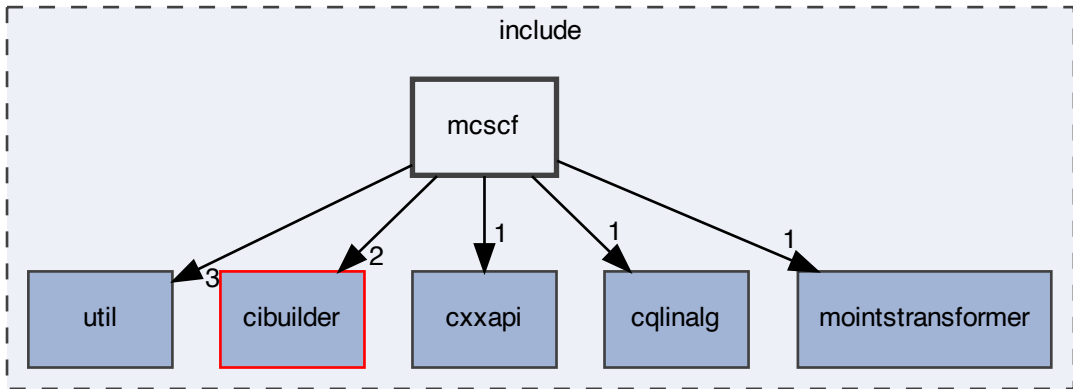 include
mcscf
3
2
1
1
1
util
cibuilder
cxxapi
cqlinalg
mointstransformer